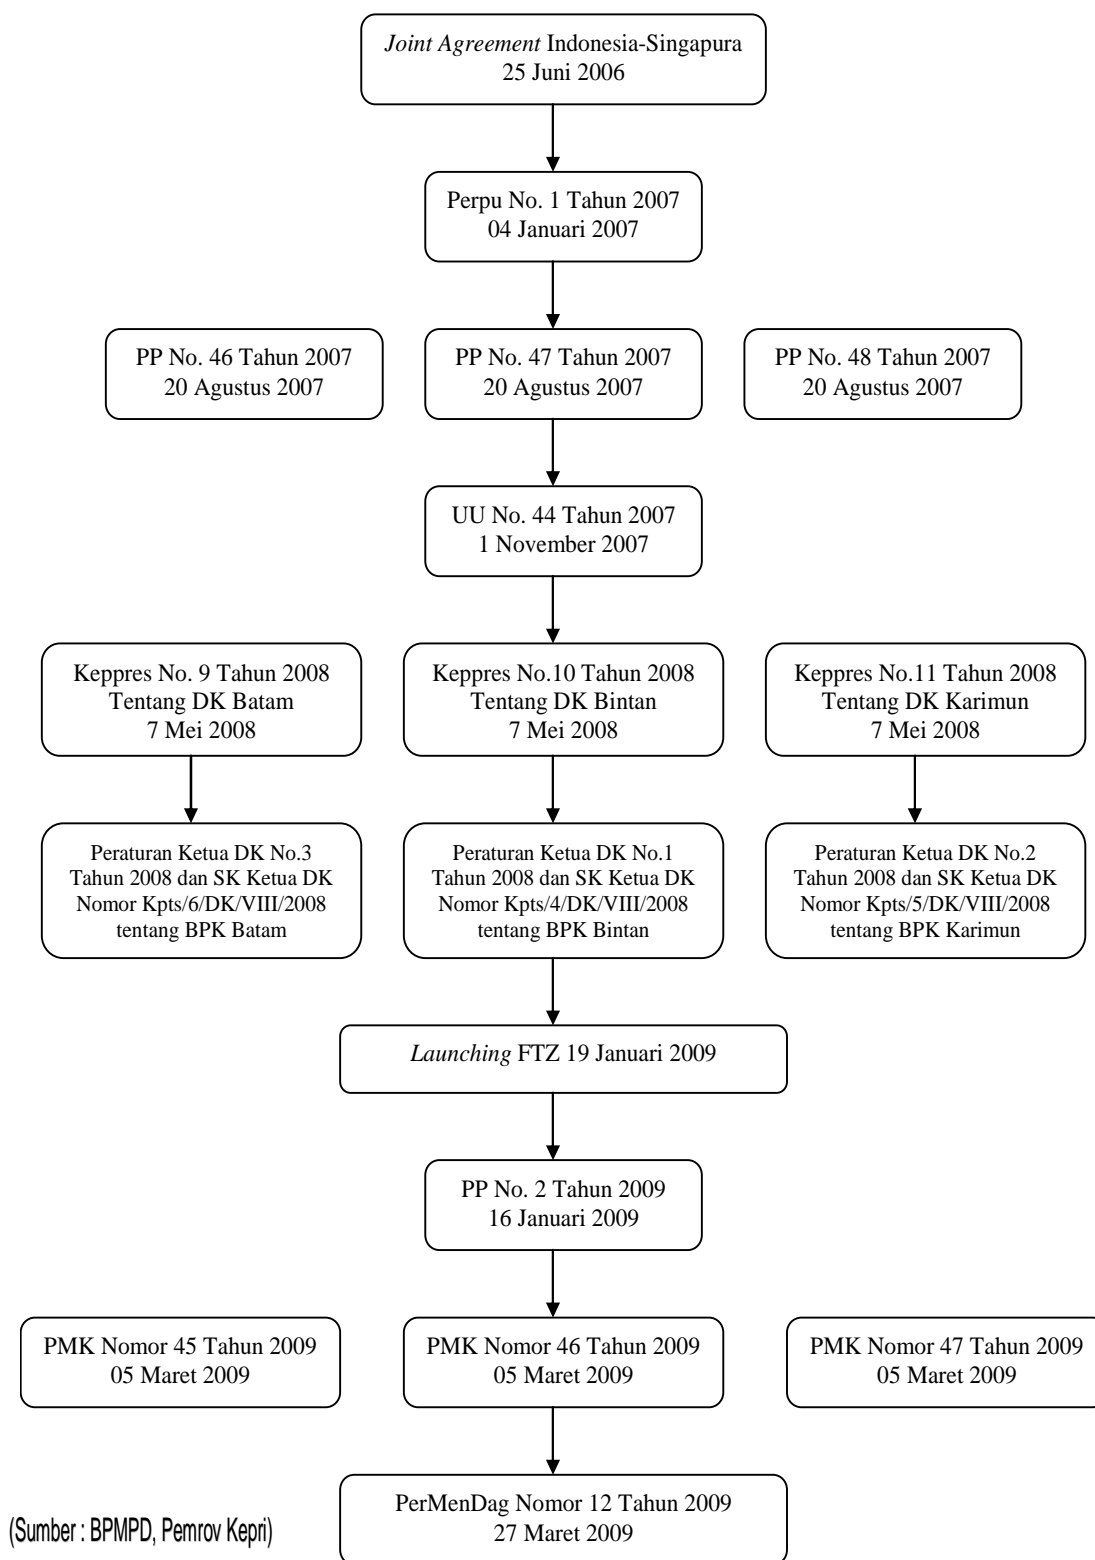 Joint Agreement Indonesia-Singapura
25 Juni 2006
Perpu No. 1 Tahun 2007
04 Januari 2007
PP No. 46 Tahun 2007
20 Agustus 2007
PP No. 47 Tahun 2007
20 Agustus 2007
PP No. 48 Tahun 2007
20 Agustus 2007
UU No. 44 Tahun 2007
1 November 2007
Keppres No. 9 Tahun 2008
Tentang DK Batam
7 Mei 2008
Keppres No.10 Tahun 2008
Tentang DK Bintan
7 Mei 2008
Keppres No.11 Tahun 2008
Tentang DK Karimun
7 Mei 2008
Peraturan Ketua DK No.3
Tahun 2008 dan SK Ketua DK
Nomor Kpts/6/DK/VIII/2008
tentang BPK Batam
Peraturan Ketua DK No.1
Tahun 2008 dan SK Ketua DK
Nomor Kpts/4/DK/VIII/2008
tentang BPK Bintan
Peraturan Ketua DK No.2
Tahun 2008 dan SK Ketua DK
Nomor Kpts/5/DK/VIII/2008
tentang BPK Karimun
Launching FTZ 19 Januari 2009
PP No. 2 Tahun 2009
16 Januari 2009
PMK Nomor 45 Tahun 2009
05 Maret 2009
PMK Nomor 46 Tahun 2009
05 Maret 2009
PMK Nomor 47 Tahun 2009
05 Maret 2009
PerMenDag Nomor 12 Tahun 2009
27 Maret 2009
(Sumber : BPMPD, Pemrov Kepri)